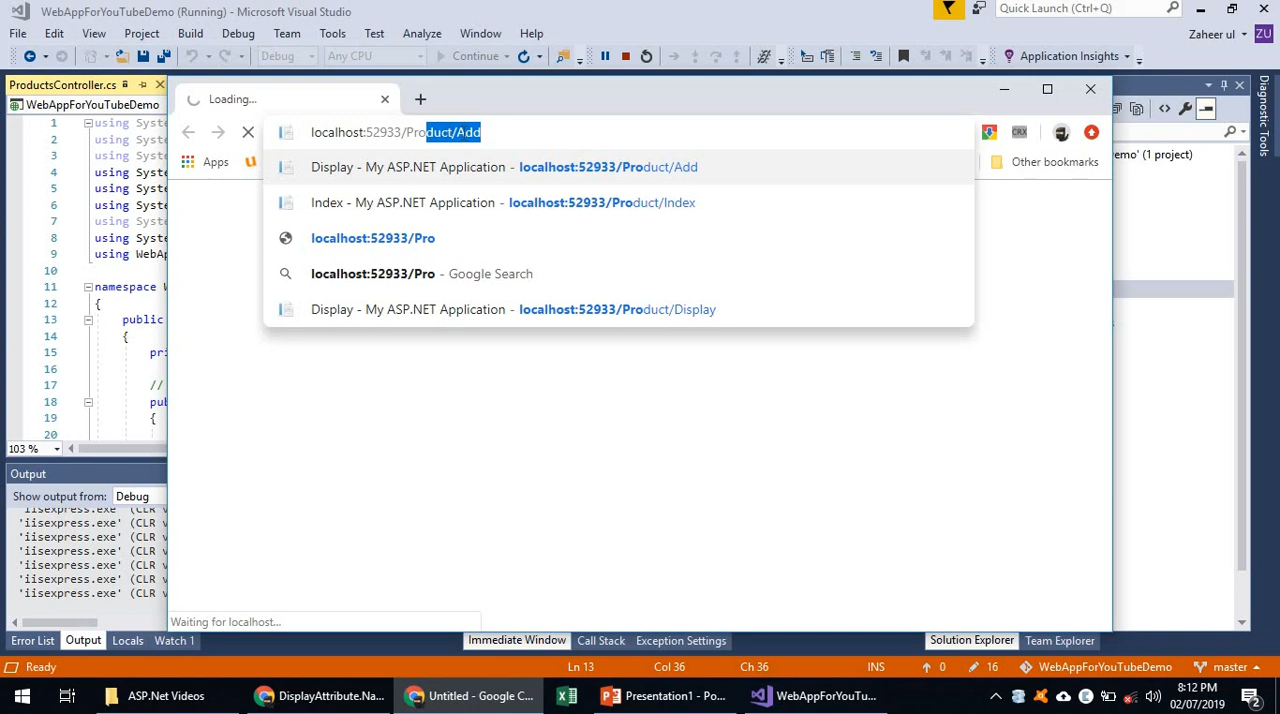 WebAppForYouTubeDemo (Running) - Microsoft Visual Studio
Quick Launch (Ctrl+Q)
File Edit View Project Build Debug Team Tools Test Analyze Window Help
Zaheer ul ZU
Debug Any CPU Continue Application Insights
ProductsController.cs
Loading...
WebAppForYouTubeDemo
1 using Syste
2 using Syste
3 using Syste
4 using Syste
5 using Syste
6 using Syste
7 using Syste
8 using Syste
9 using WebAp
10
11 namespace W
12 {
13 public
14 {
15 pri
16
17 //
18 pub
19 {
20
103 %
localhost:52933/Product/Add
CRX
Apps
Other bookmarks
Display - My ASP.NET Application - localhost:52933/Product/Add
Index - My ASP.NET Application - localhost:52933/Product/Index
localhost:52933/Pro
localhost:52933/Pro - Google Search
Display - My ASP.NET Application - localhost:52933/Product/Display
emo' (1 project)
Diagnostic Tools
Output
Show output from: Debug
'iisexpress.exe' (CLR v
'iisexpress.exe' (CLR v
'iisexpress.exe' (CLR v
'iisexpress.exe' (CLR v
'iisexpress.exe' (CLR v
'iisexpress.exe' (CLR v
'iisexpress.exe' (CLR v
Waiting for localhost...
Error List Output Locals Watch 1 Immediate Window Call Stack Exception Settings Solution Explorer Team Explorer
Ready Ln 13 Col 36 Ch 36 INS 0 16 WebAppForYouTubeDemo master
ASP.Net Videos DisplayAttribute.Na... Untitled - Google C... Presentation1 - Po... WebAppForYouTu...
8:12 PM
02/07/2019
2